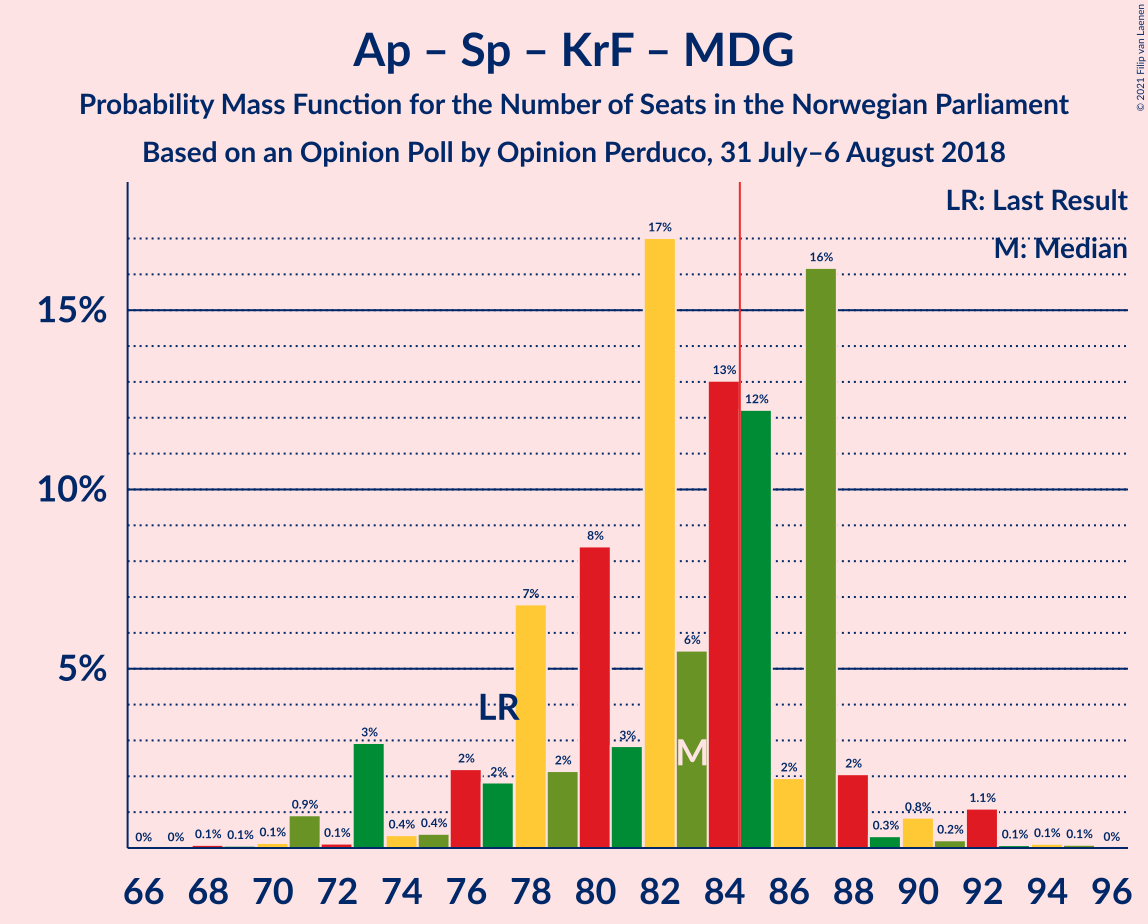 Ap – Sp – KrF – MDG
Probability Mass Function for the Number of Seats in the Norwegian Parliament
Based on an Opinion Poll by Opinion Perduco, 31 July–6 August 2018
© 2021 Filip van Laenen
LR: Last Result
M: Median
15%
10%
5%
0% 0% 0.1% 0.1% 0.1% 0.9% 0.1% 3% 0.4% 0.4% 2% 2% 7% 2% 8% 3% 17% 6% 13% 12% 2% 16% 2% 0.3% 0.8% 0.2% 1.1% 0.1% 0.1% 0.1% 0%
LR
M
66 68 70 72 74 76 78 80 82 84 86 88 90 92 94 96